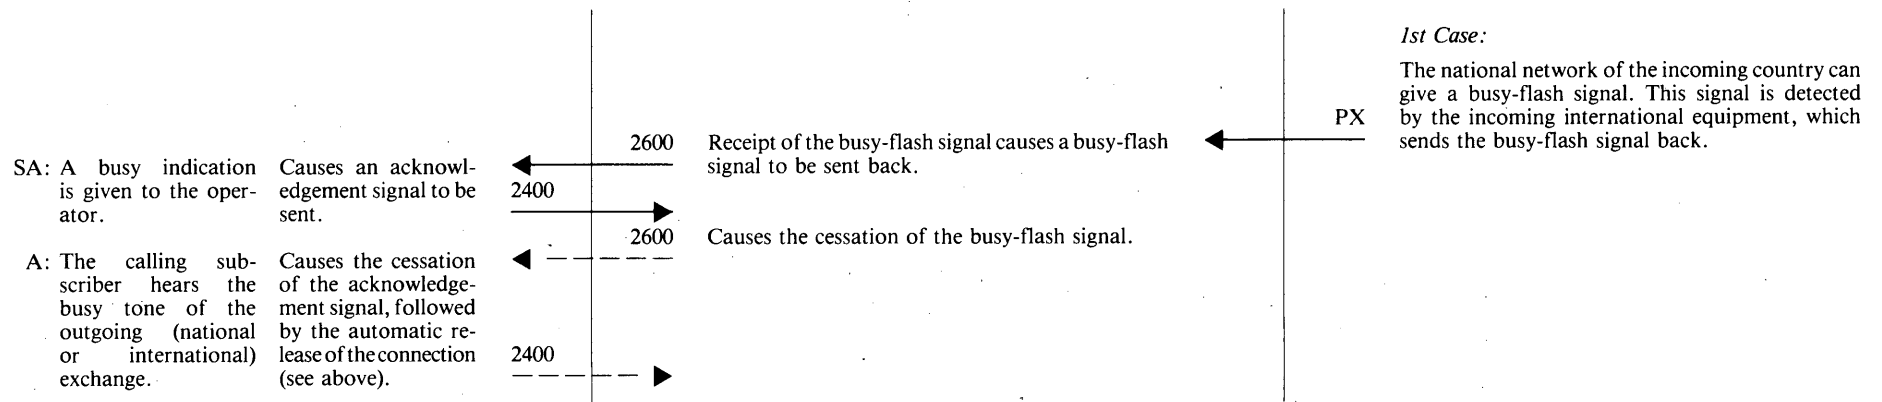 1st Case:
The national network of the incoming country can
give a busy-flash signal. This signal is detected
by the incoming international equipment, which
sends the busy-flash signal back.
PX
2600
Receipt of the busy-flash signal causes a busy-flash
signal to be sent back.
SA: A busy indication
is given to the oper-
ator.
Causes an acknowl-
edgement signal to be
sent.
2400
2600
Causes the cessation of the busy-flash signal.
A: The calling sub-
scriber hears the
busy tone of the
outgoing (national
or international)
exchange.
Causes the cessation
of the acknowledge-
ment signal, followed
by the automatic re-
lease of the connection
(see above).
2400